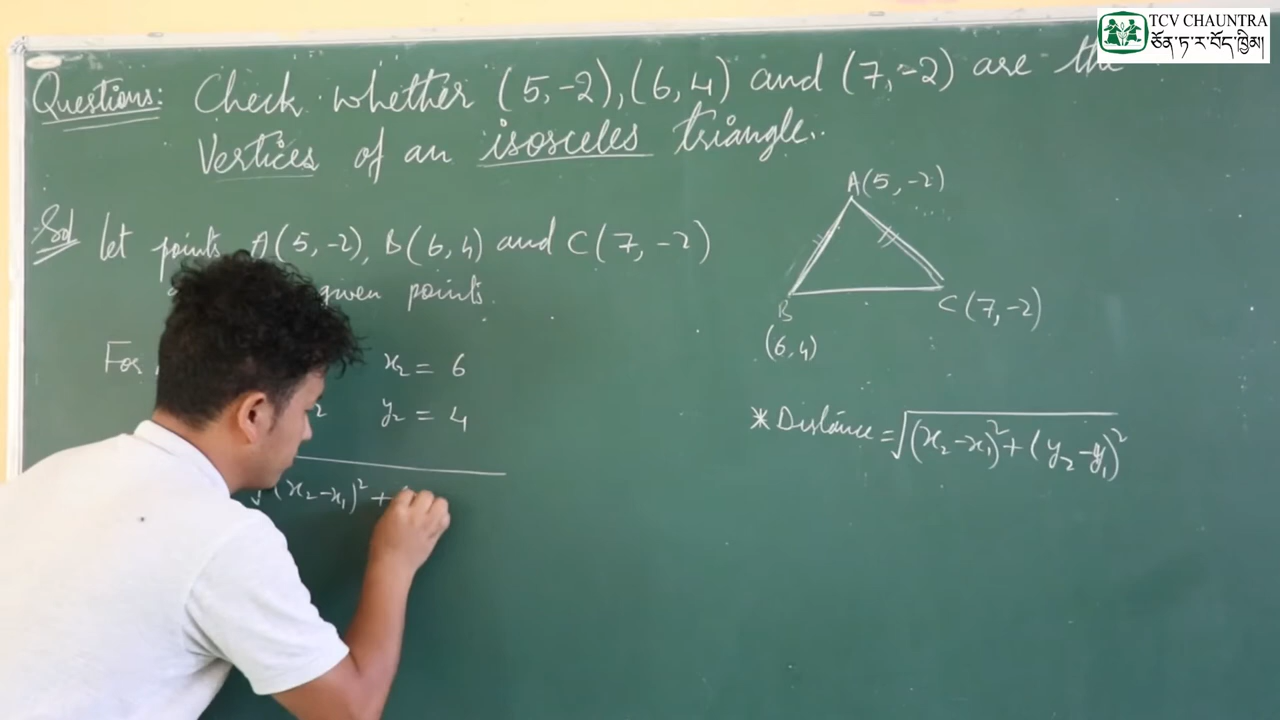 TCV CHAUNTRA
ཅོན་ཏ་ར་བོད་ཁྱིམ།
Questions: Check whether (5,-2), (6,4) and (7,-2) are the
Vertices of an isosceles triangle.
Sol Let points A(5,-2), B(6,4) and C(7,-2)
given points.
A(5,-2)
B
(6,4)
C(7,-2)
For
x₂ = 6
2 y₂ = 4
√(x₂-x₁)² +
* Distance = √(x₂-x₁)² + (y₂-y₁)²